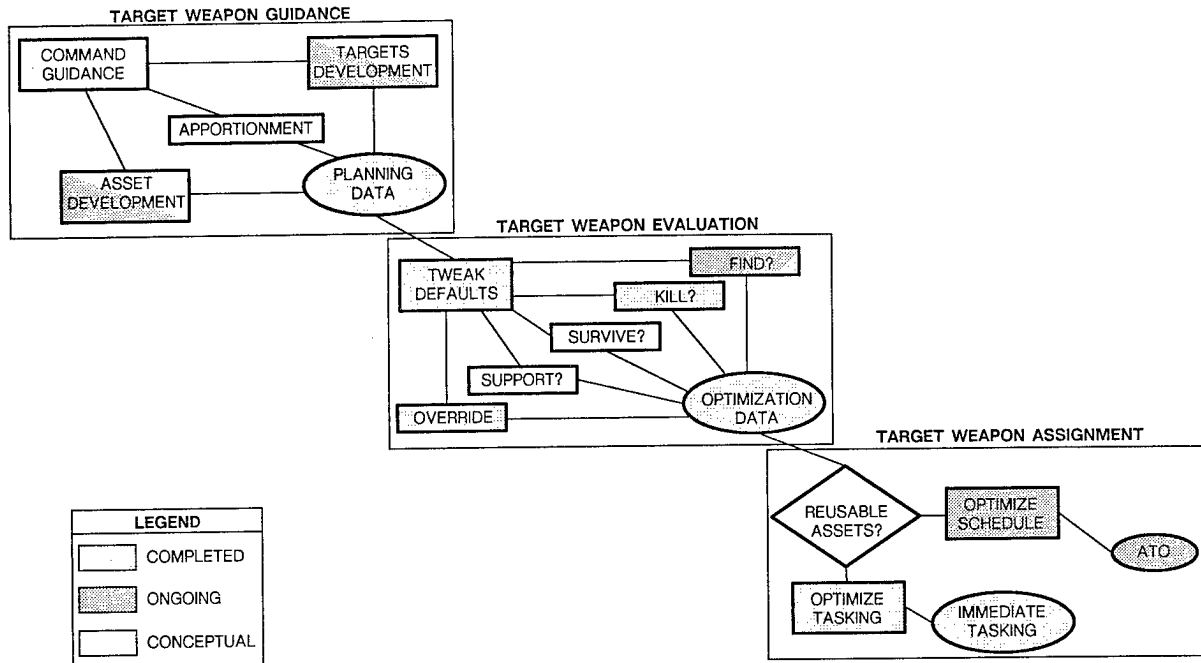 TARGET WEAPON GUIDANCE
COMMAND
GUIDANCE
TARGETS
DEVELOPMENT
APPORTIONMENT
ASSET
DEVELOPMENT
PLANNING
DATA
TARGET WEAPON EVALUATION
TWEAK
DEFAULTS
FIND?
KILL?
SURVIVE?
SUPPORT?
OVERRIDE
OPTIMIZATION
DATA
TARGET WEAPON ASSIGNMENT
REUSABLE
ASSETS?
OPTIMIZE
SCHEDULE
ATO
OPTIMIZE
TASKING
IMMEDIATE
TASKING
LEGEND
COMPLETED
ONGOING
CONCEPTUAL